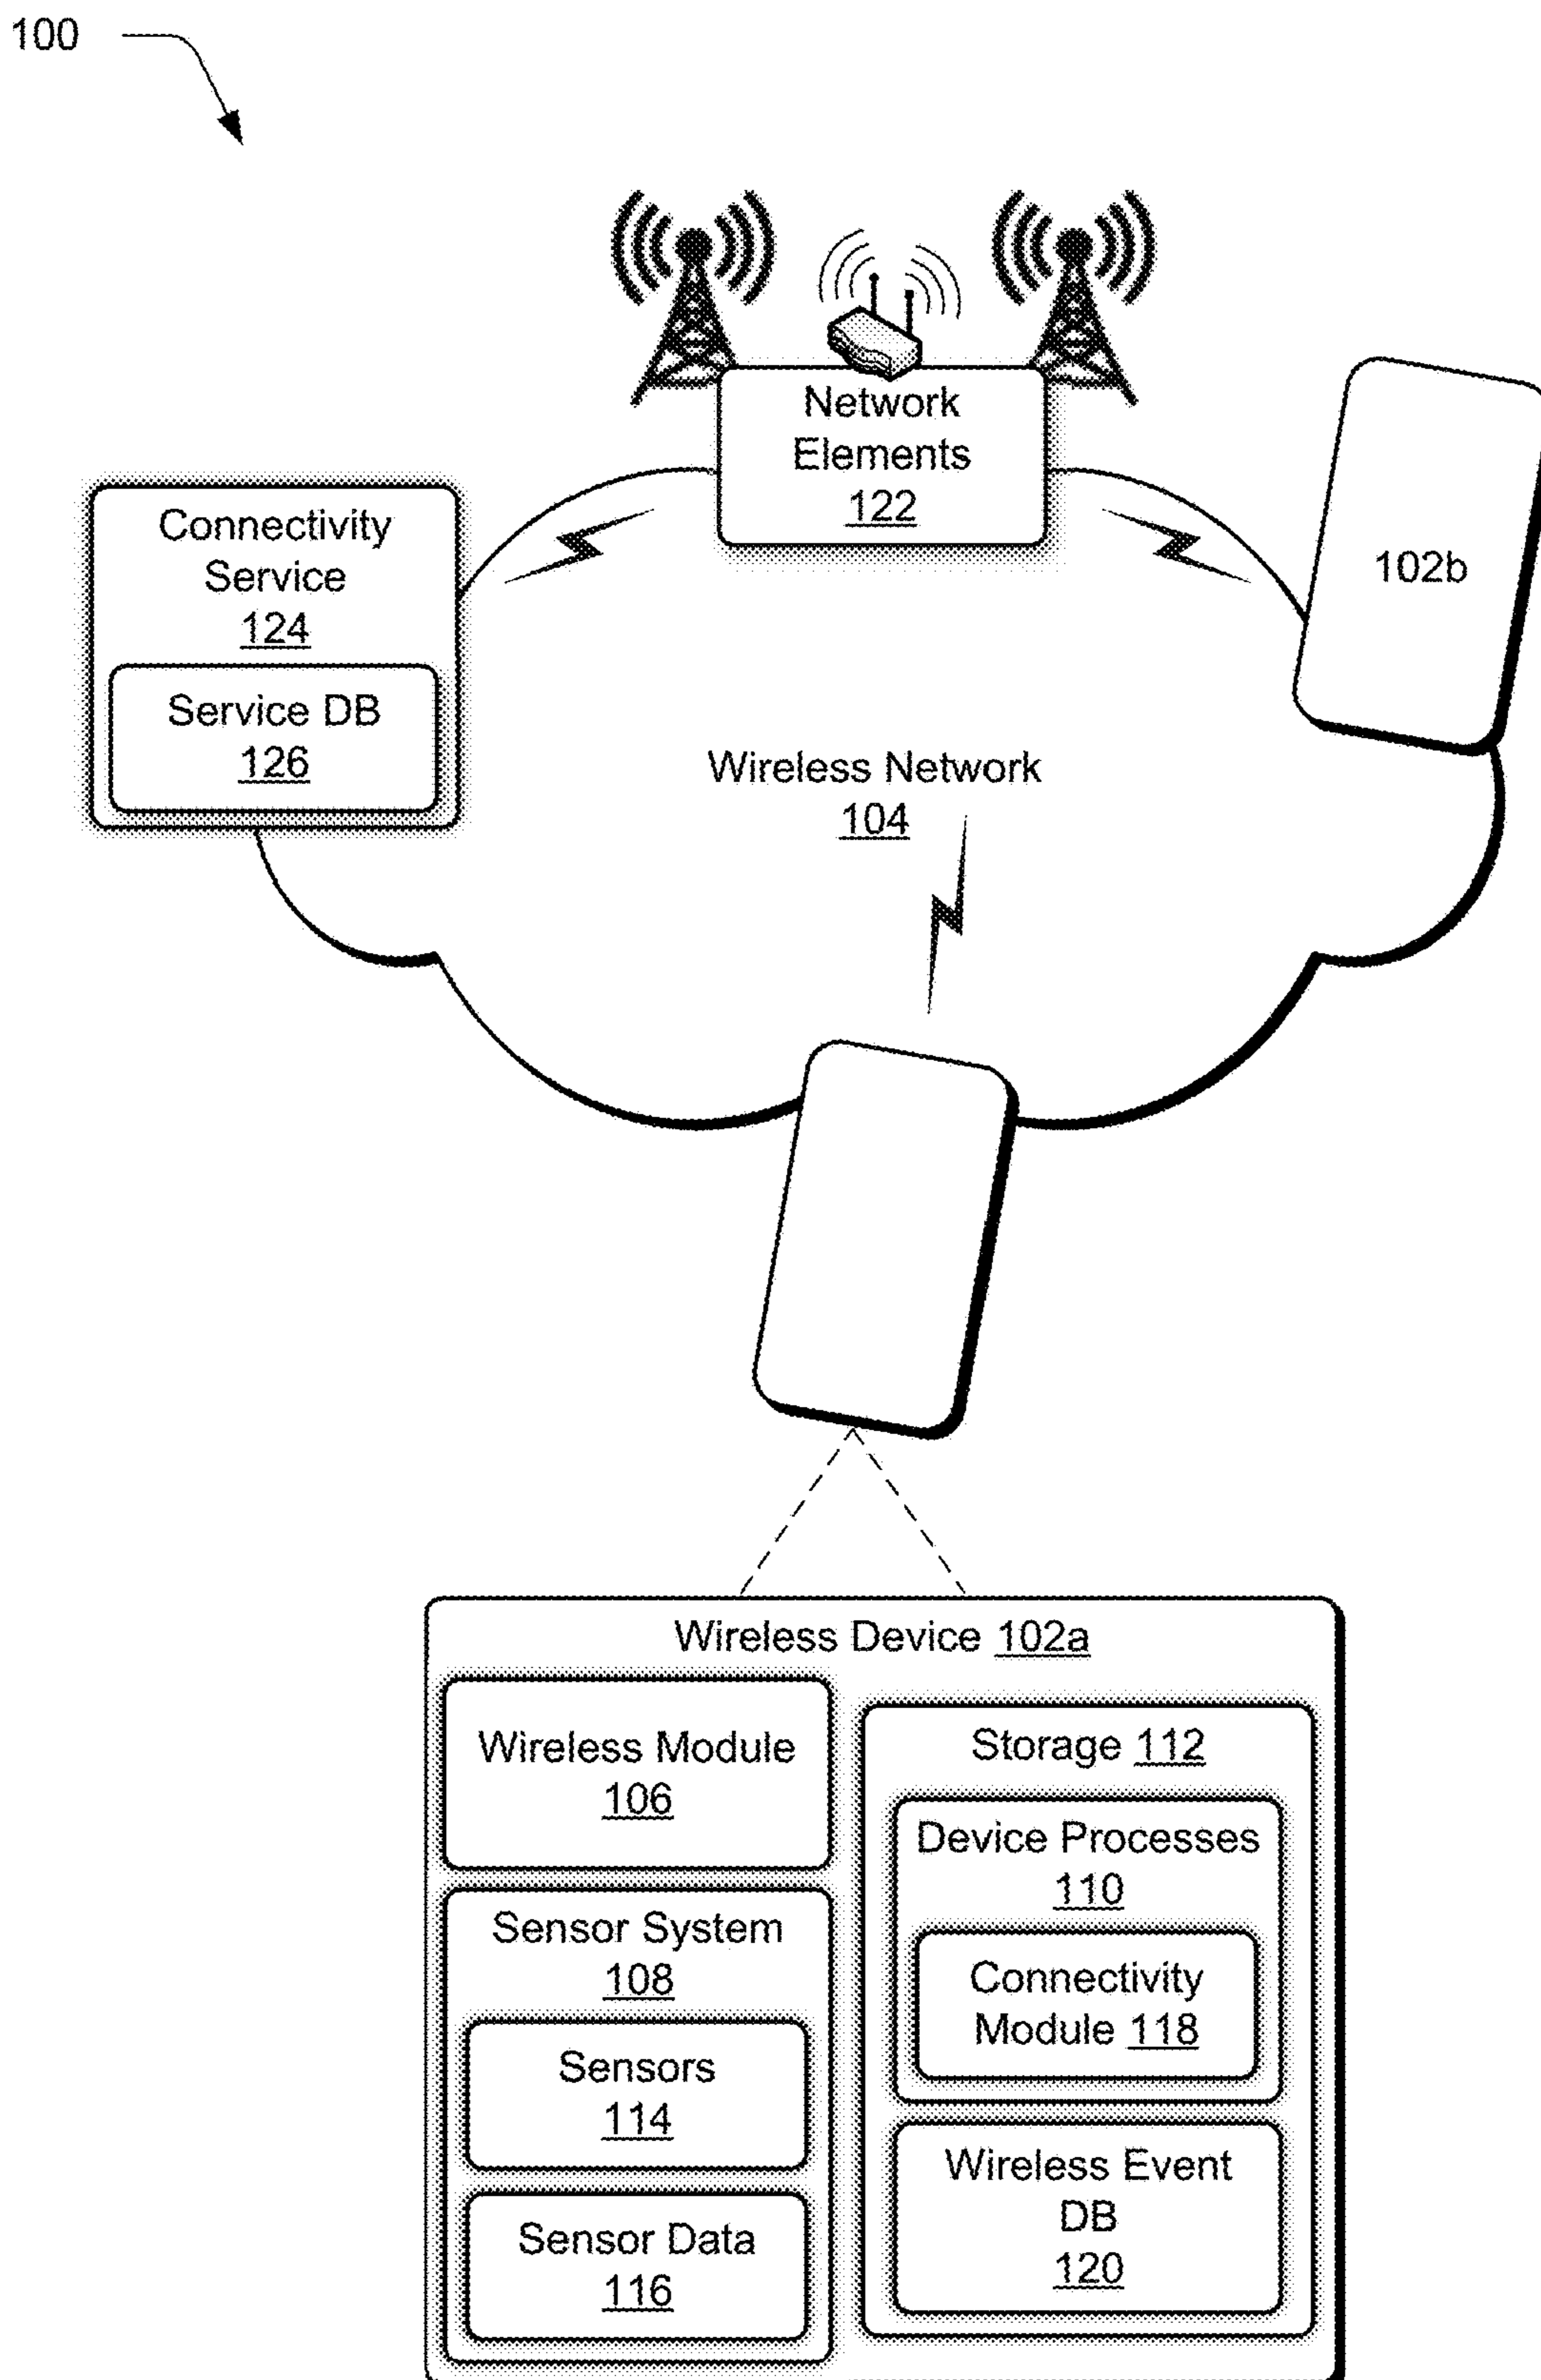 100
Network
Elements
122
Connectivity
Service
124
Service DB
126
102b
Wireless Network
104
Wireless Device 102a
Wireless Module
106
Sensor System
108
Sensors
114
Sensor Data
116
Storage 112
Device Processes
110
Connectivity
Module 118
Wireless Event
DB
120